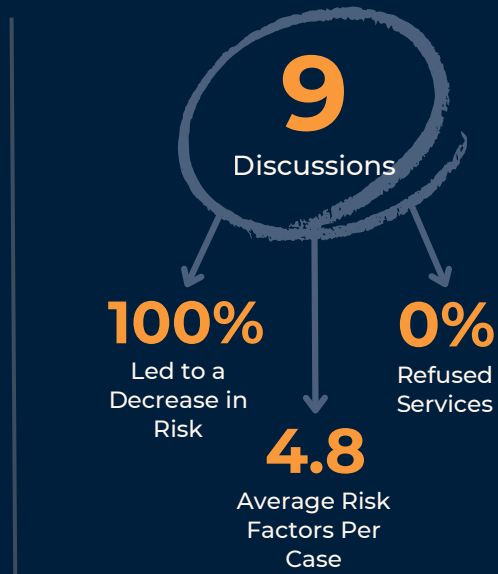 9
Discussions
100%
Led to a
Decrease in
Risk
0%
Refused
Services
4.8
Average Risk
Factors Per
Case